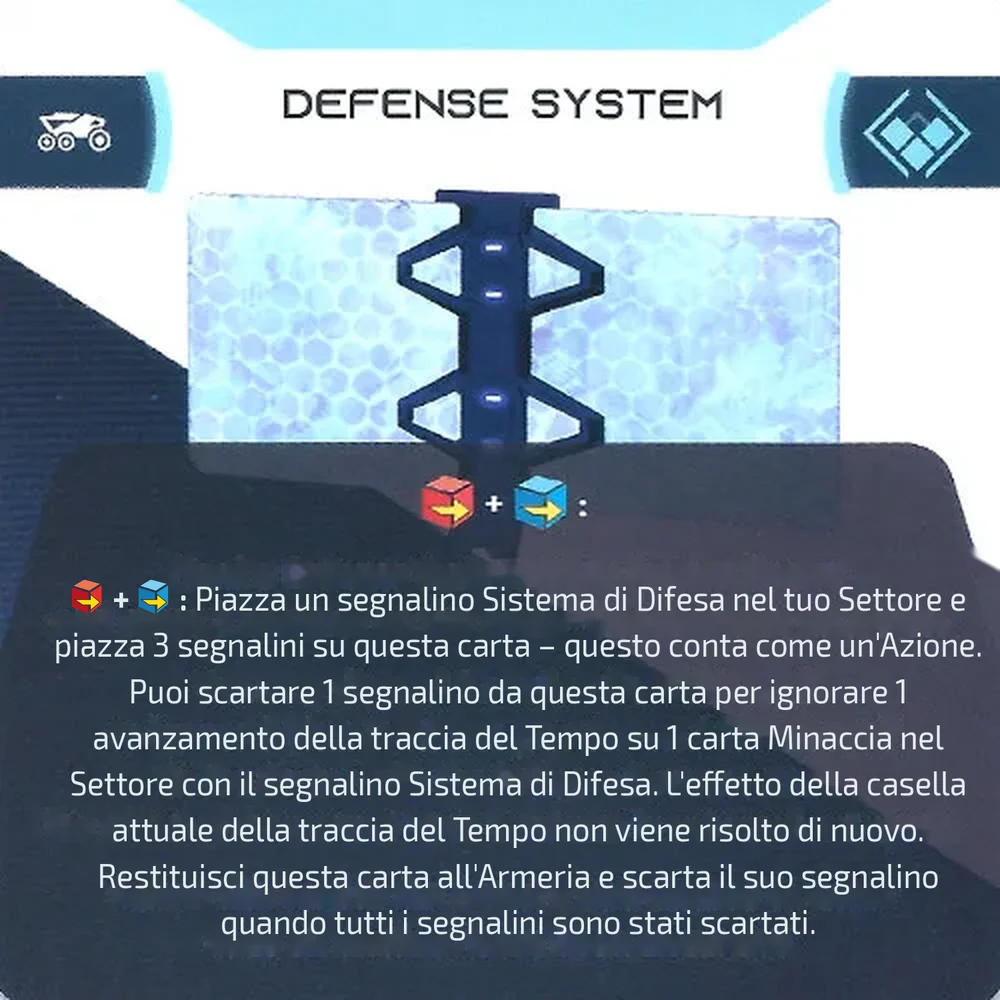 DEFENSE SYSTEM
+ :
+ : Piazza un segnalino Sistema di Difesa nel tuo Settore e
piazza 3 segnalini su questa carta – questo conta come un'Azione.
Puoi scartare 1 segnalino da questa carta per ignorare 1
avanzamento della traccia del Tempo su 1 carta Minaccia nel
Settore con il segnalino Sistema di Difesa. L'effetto della casella
attuale della traccia del Tempo non viene risolto di nuovo.
Restituisci questa carta all'Armeria e scarta il suo segnalino
quando tutti i segnalini sono stati scartati.